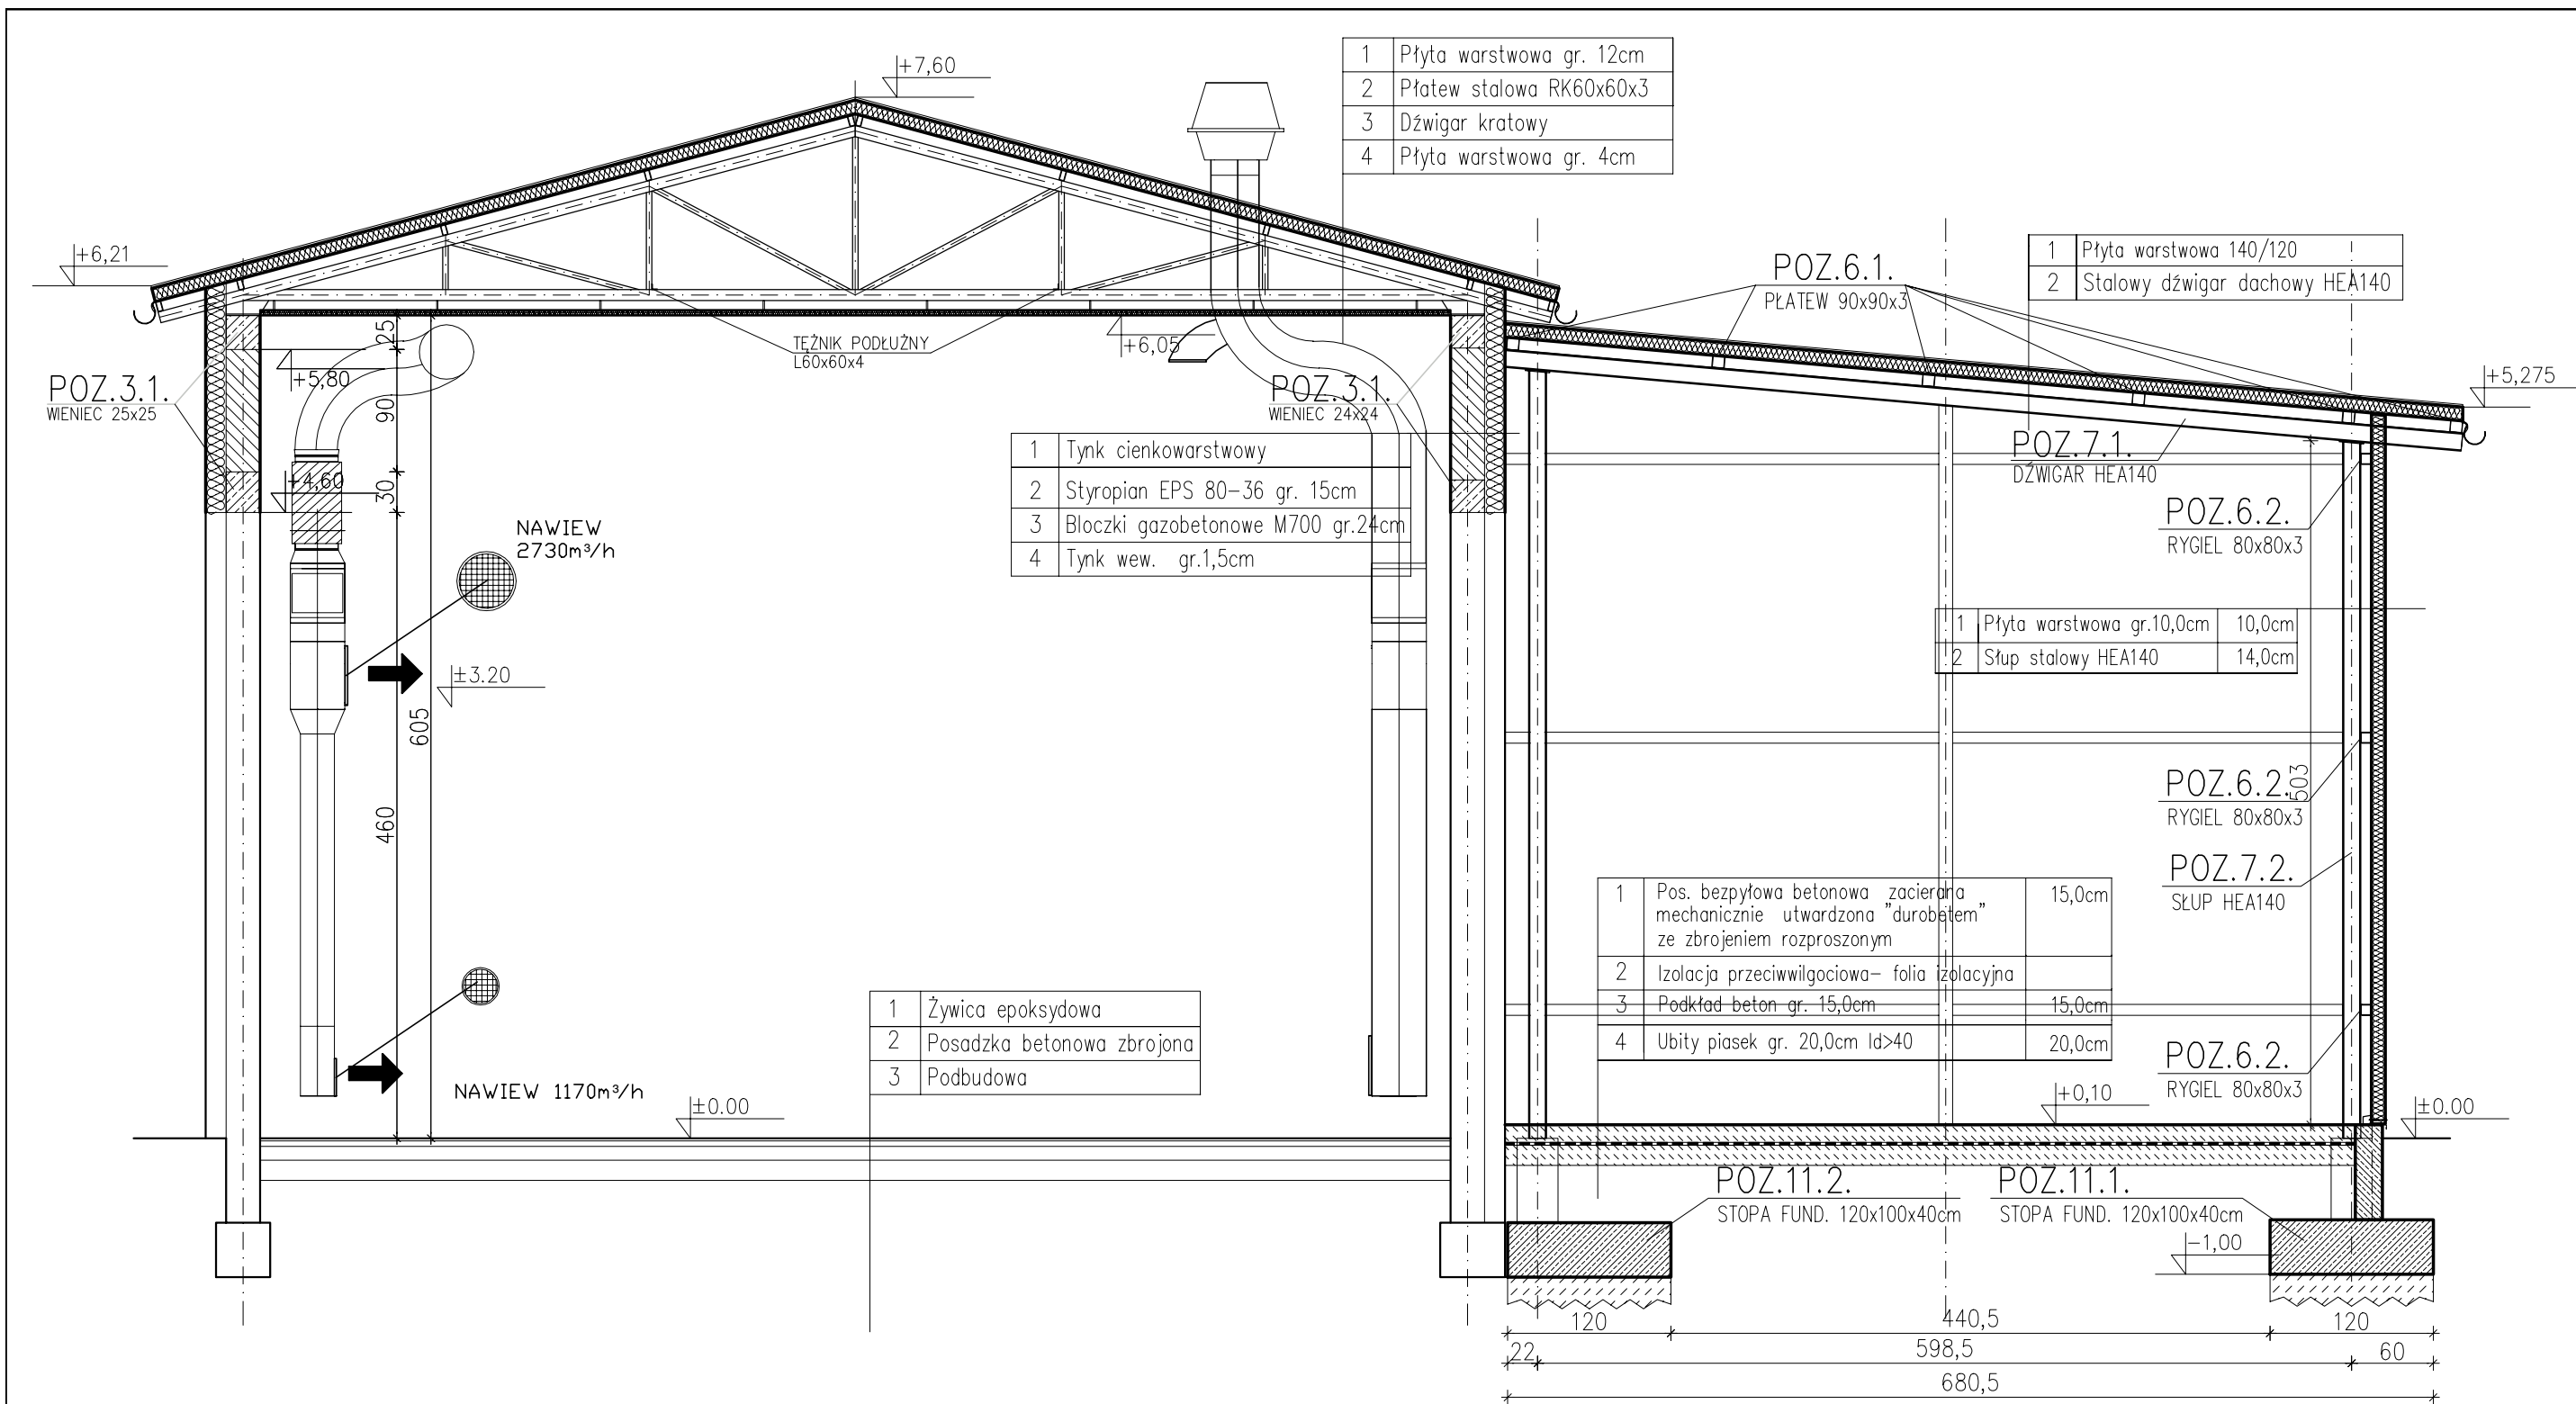 +7,60
1 Płyta warstwowa gr. 12cm
2 Płatew stalowa RK60x60x3
3 Dźwigar kratowy
4 Płyta warstwowa gr. 4cm
+6,21
POZ.6.1.
PŁATEW 90x90x3
1 Płyta warstwowa 140/120
2 Stalowy dźwigar dachowy HEA140
25
TĘŻNIK PODŁUŻNY
L60x60x4
+6,05
+5,80
+5,275
POZ.3.1.
WIENIEC 25x25
90
POZ.3.1.
WIENIEC 24x24
1 Tynk cienkowarstwowy
2 Styropian EPS 80-36 gr. 15cm
3 Bloczki gazobetonowe M700 gr.24cm
4 Tynk wew. gr.1,5cm
POZ.7.1.
DŹWIGAR HEA140
+4,60
30
POZ.6.2.
RYGIEL 80x80x3
NAWIEW
2730m³/h
1 Płyta warstwowa gr.10,0cm 10,0cm
2 Słup stalowy HEA140 14,0cm
±3.20
605
460
503
POZ.6.2.
RYGIEL 80x80x3
POZ.7.2.
SŁUP HEA140
1 Pos. bezpyłowa betonowa zacierana 15,0cm
mechanicznie utwardzona "durobetem"
ze zbrojeniem rozproszonym
2 Izolacja przeciwwilgociowa- folia izolacyjna
3 Podkład beton gr. 15,0cm 15,0cm
4 Ubity piasek gr. 20,0cm Id>40 20,0cm
1 Żywica epoksydowa
2 Posadzka betonowa zbrojona
3 Podbudowa
POZ.6.2.
RYGIEL 80x80x3
NAWIEW 1170m³/h
±0.00
+0,10
±0.00
POZ.11.2.
STOPA FUND. 120x100x40cm
POZ.11.1.
STOPA FUND. 120x100x40cm
-1,00
120 440,5 120
22 598,5 60
680,5